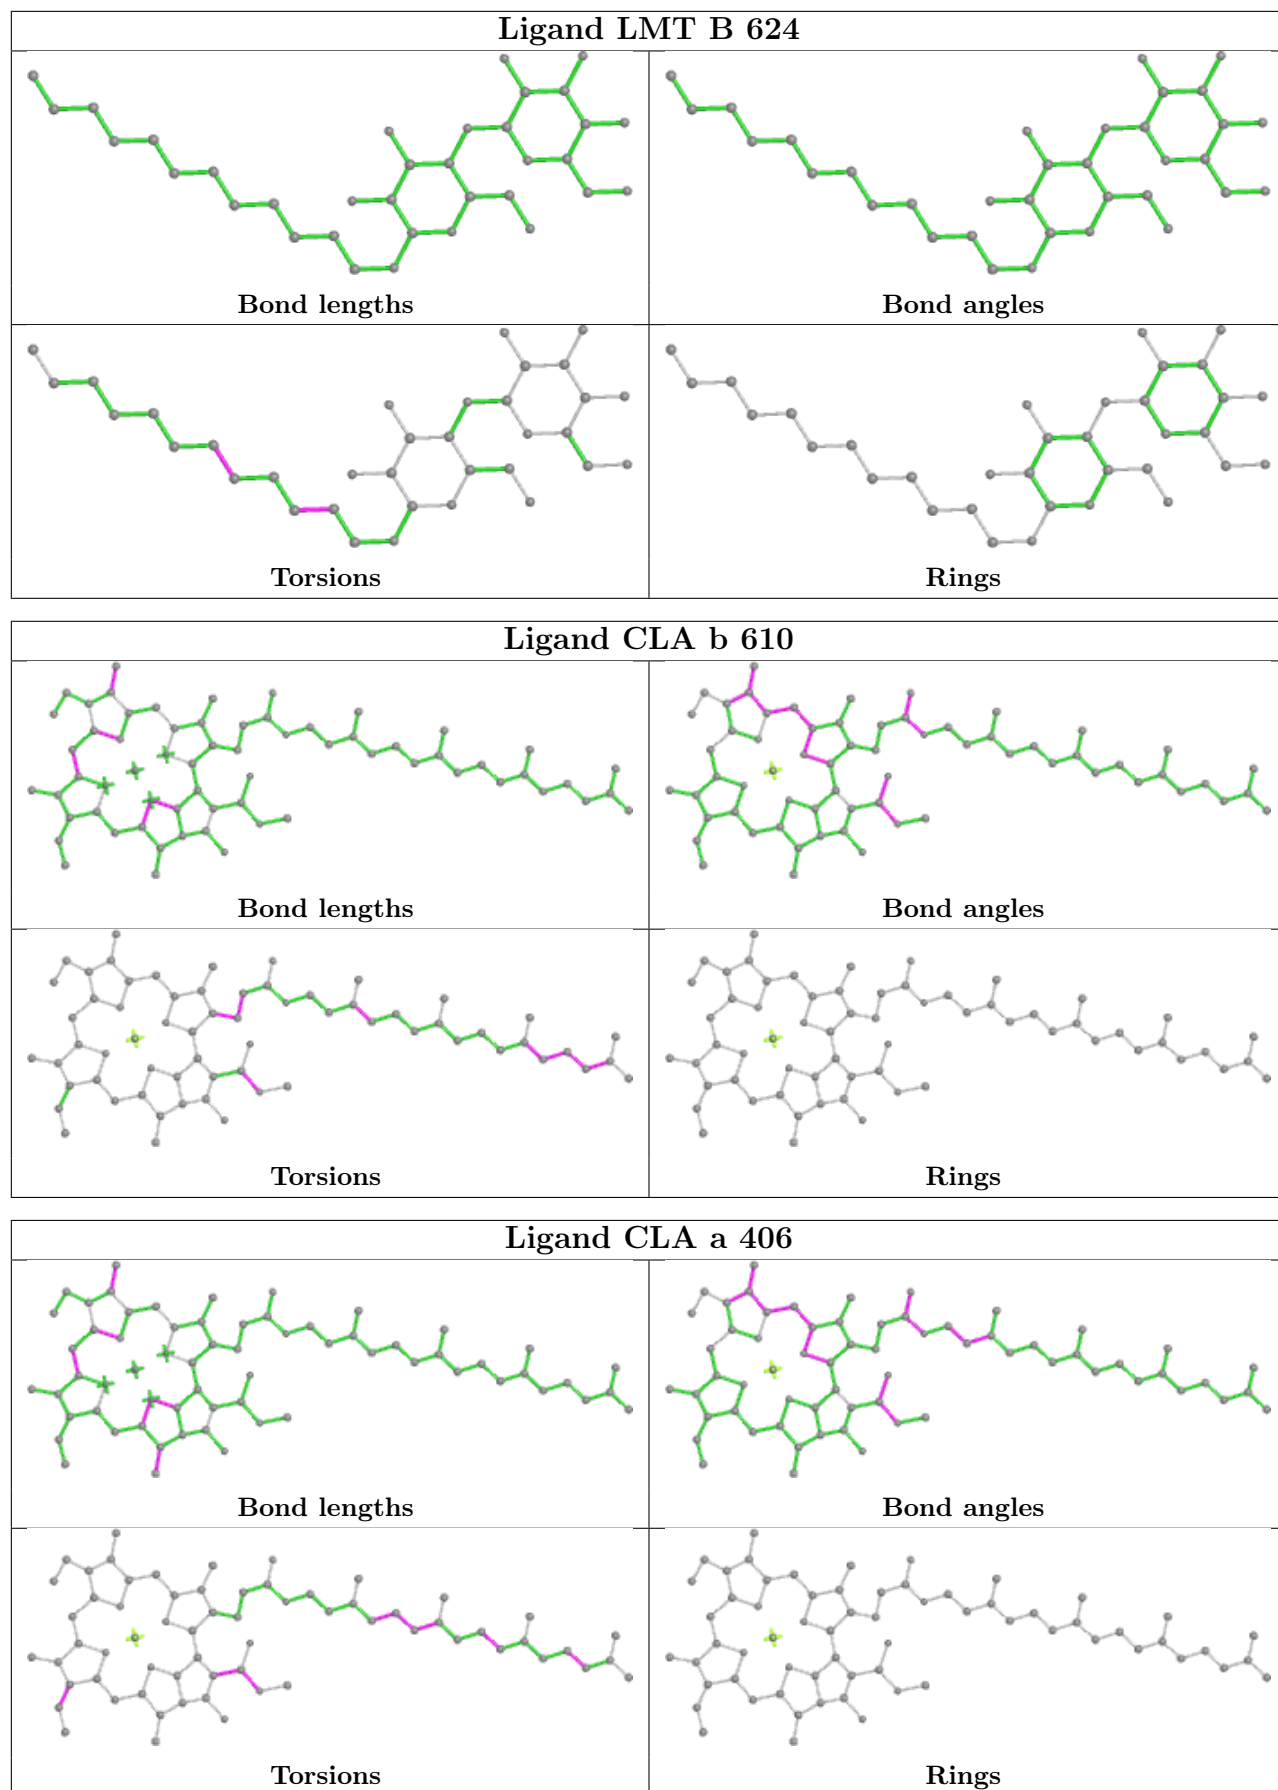 Ligand LMT B 624
Bond lengths
Bond angles
Torsions
Rings
Ligand CLA b 610
Bond lengths
Bond angles
Torsions
Rings
Ligand CLA a 406
Bond lengths
Bond angles
Torsions
Rings